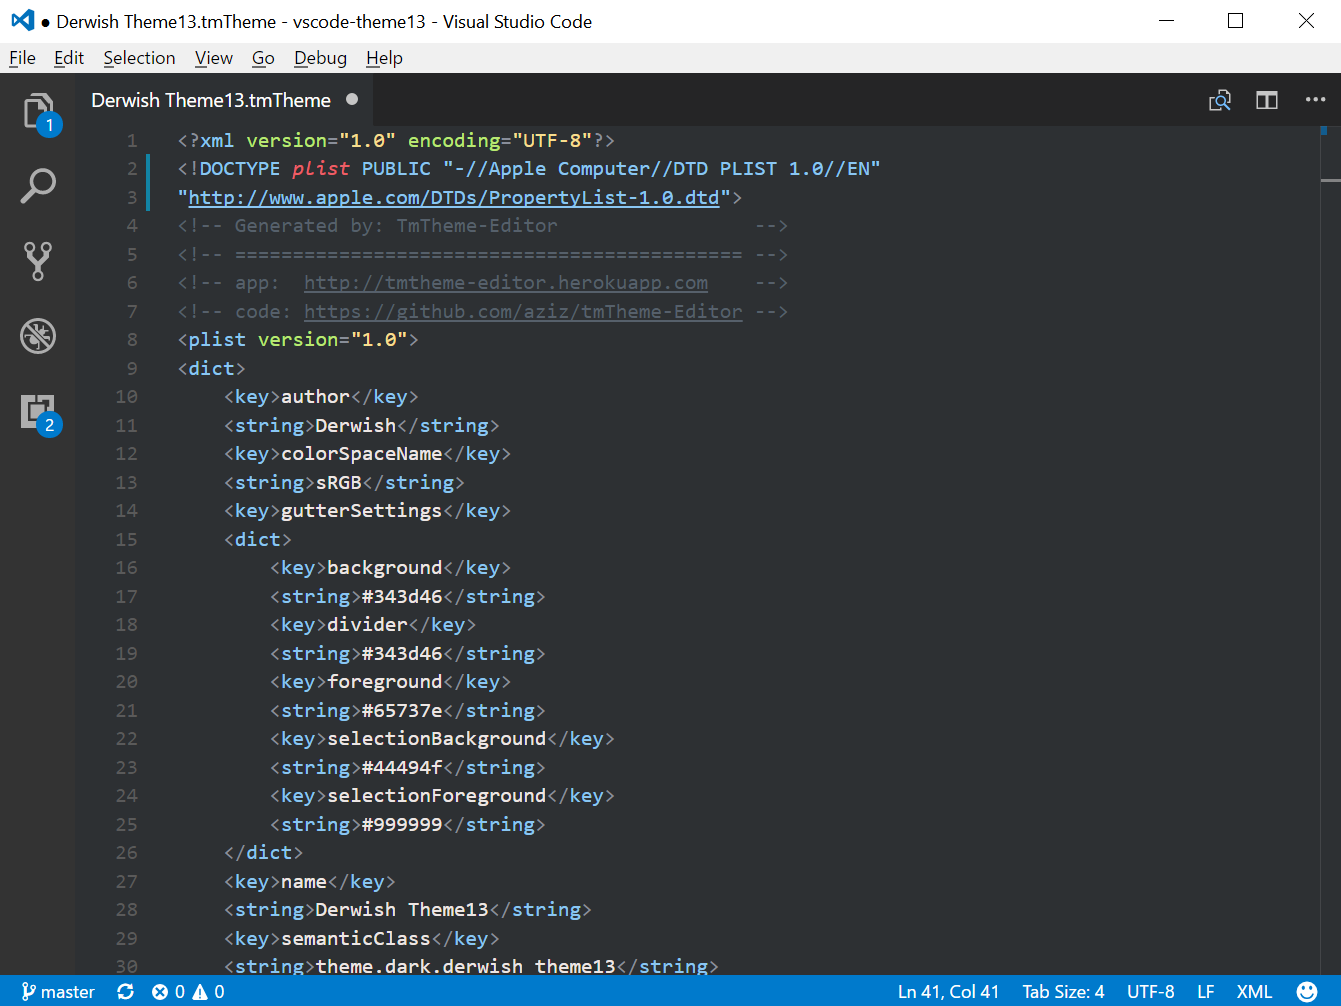 ● Derwish Theme13.tmTheme - vscode-theme13 - Visual Studio Code
File Edit Selection View Go Debug Help
Derwish Theme13.tmTheme ●
1
1 <?xml version="1.0" encoding="UTF-8"?>
2 <!DOCTYPE plist PUBLIC "-//Apple Computer//DTD PLIST 1.0//EN"
3 "http://www.apple.com/DTDs/PropertyList-1.0.dtd">
4 <!-- Generated by: TmTheme-Editor                 -->
5 <!-- ============================================ -->
6 <!-- app:  http://tmtheme-editor.herokuapp.com    -->
7 <!-- code: https://github.com/aziz/tmTheme-Editor -->
8 <plist version="1.0">
9 <dict>
10     <key>author</key>
11     <string>Derwish</string>
2
12     <key>colorSpaceName</key>
13     <string>sRGB</string>
14     <key>gutterSettings</key>
15     <dict>
16         <key>background</key>
17         <string>#343d46</string>
18         <key>divider</key>
19         <string>#343d46</string>
20         <key>foreground</key>
21         <string>#65737e</string>
22         <key>selectionBackground</key>
23         <string>#44494f</string>
24         <key>selectionForeground</key>
25         <string>#999999</string>
26     </dict>
27     <key>name</key>
28     <string>Derwish Theme13</string>
29     <key>semanticClass</key>
30     <string>theme.dark.derwish_theme13</string>
master 0 0 Ln 41, Col 41 Tab Size: 4 UTF-8 LF XML